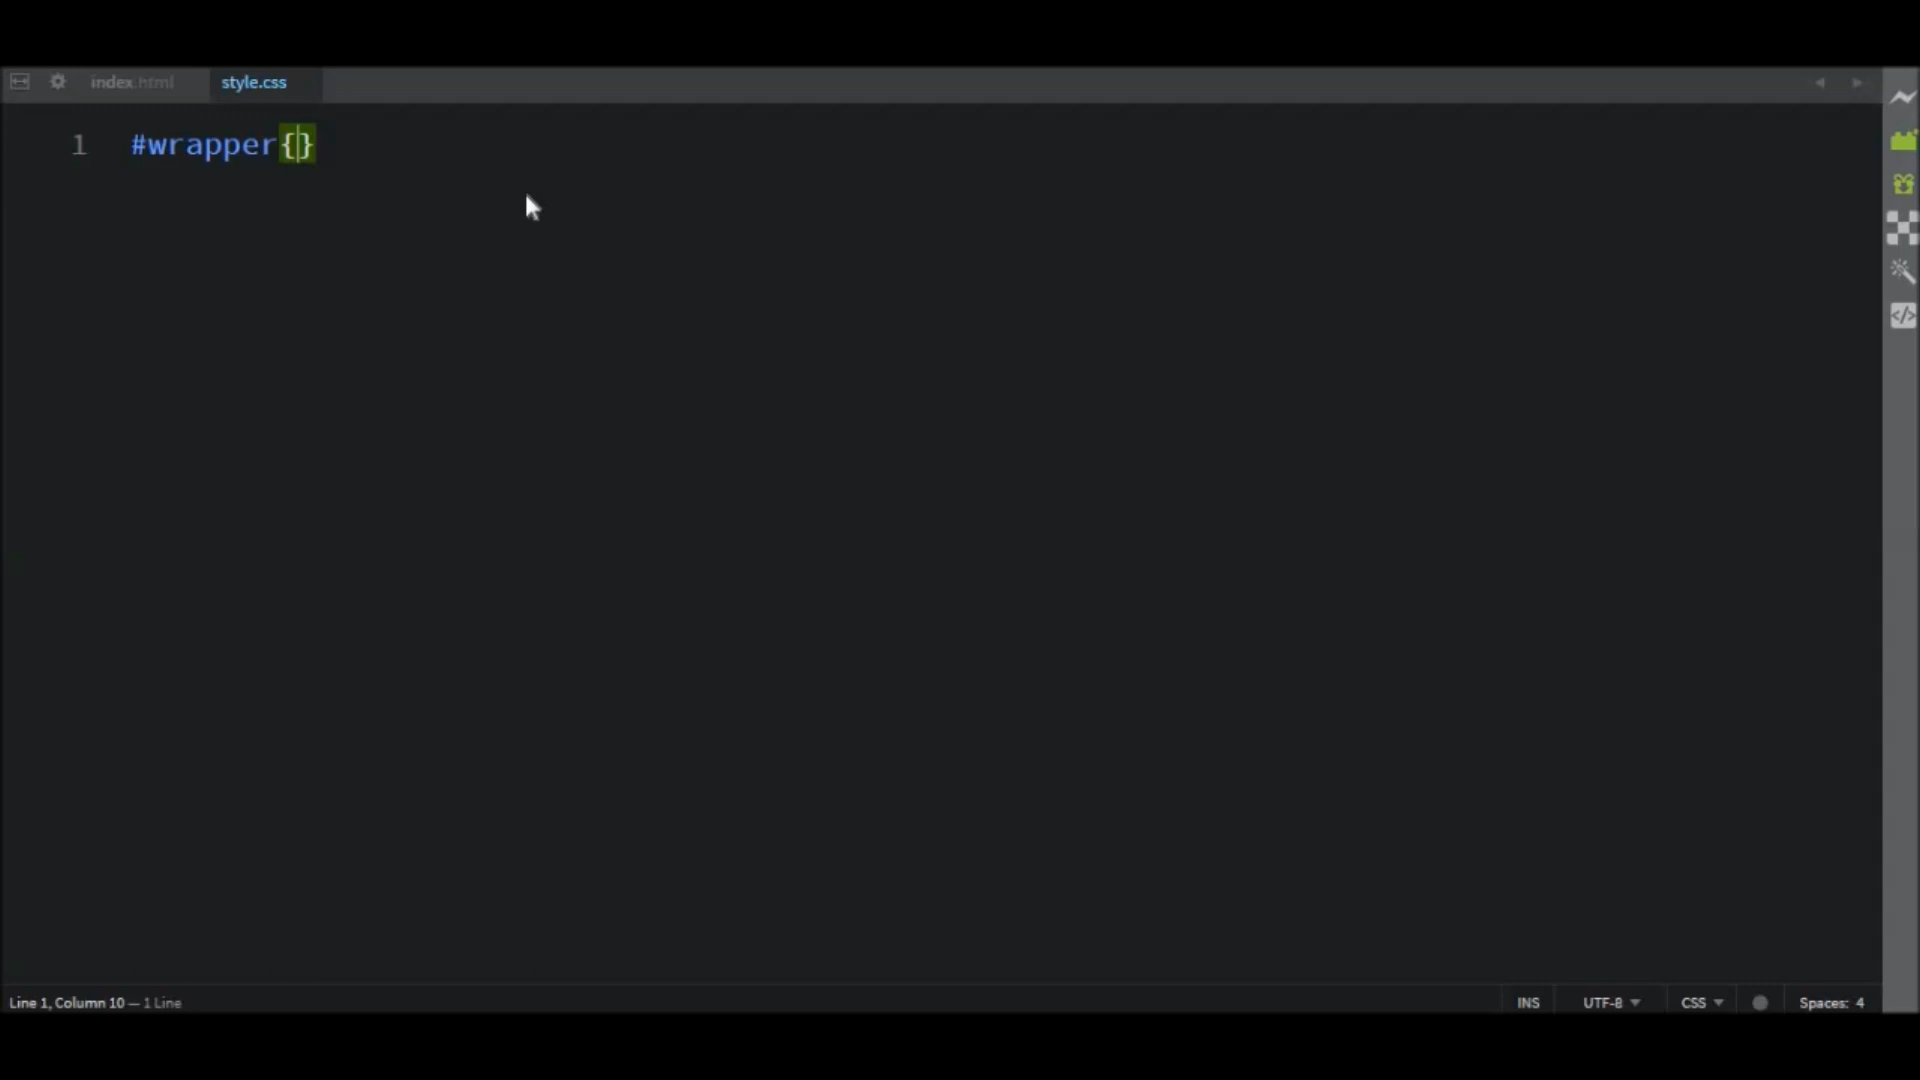 index.html style.css
1 #wrapper{}
Line 1, Column 10 — 1 Line INS UTF-8 CSS Spaces: 4